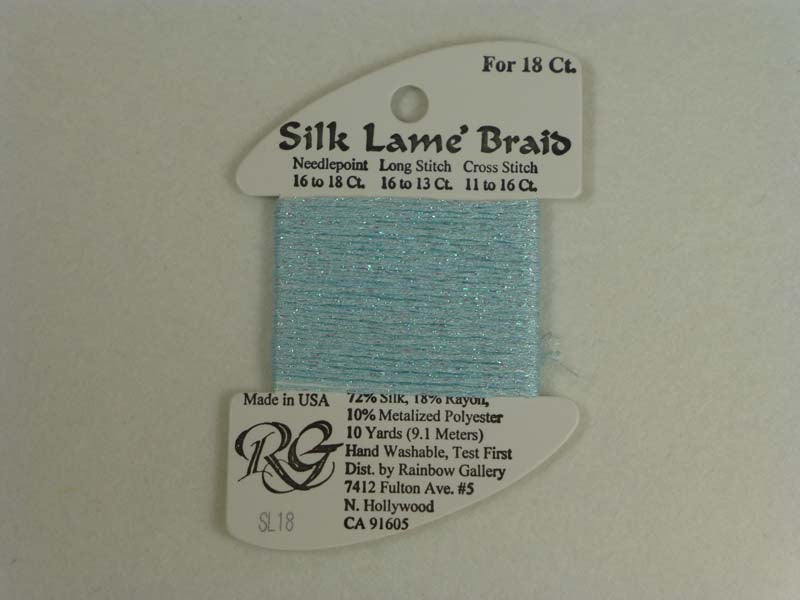 For 18 Ct.
Silk Lame' Braid
Needlepoint Long Stitch Cross Stitch
16 to 18 Ct. 16 to 13 Ct. 11 to 16 Ct.
Made in USA
72% Silk, 18% Rayon,
10% Metalized Polyester
10 Yards (9.1 Meters)
Hand Washable, Test First
Dist. by Rainbow Gallery
7412 Fulton Ave. #5
N. Hollywood
CA 91605
RG
SL18